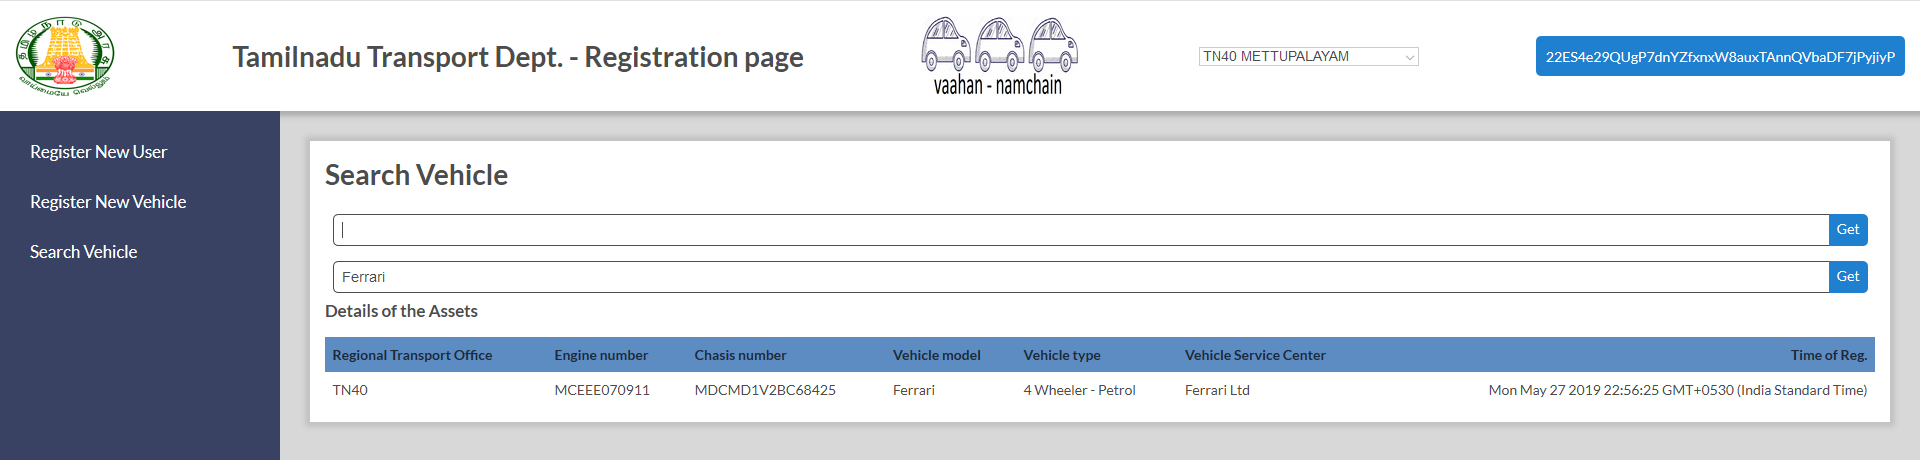 Tamilnadu Transport Dept. - Registration page
vaahan - namchain
TN40 METTUPALAYAM
22ES4e29QUgP7dnYZfxnxW8auxTAnnQVbaDF7jPyjiyP
Register New User
Register New Vehicle
Search Vehicle
Search Vehicle
Get
Ferrari Get
Details of the Assets
Regional Transport Office Engine number Chasis number Vehicle model Vehicle type Vehicle Service Center Time of Reg.
TN40 MCEEE070911 MDCMD1V2BC68425 Ferrari 4 Wheeler - Petrol Ferrari Ltd Mon May 27 2019 22:56:25 GMT+0530 (India Standard Time)